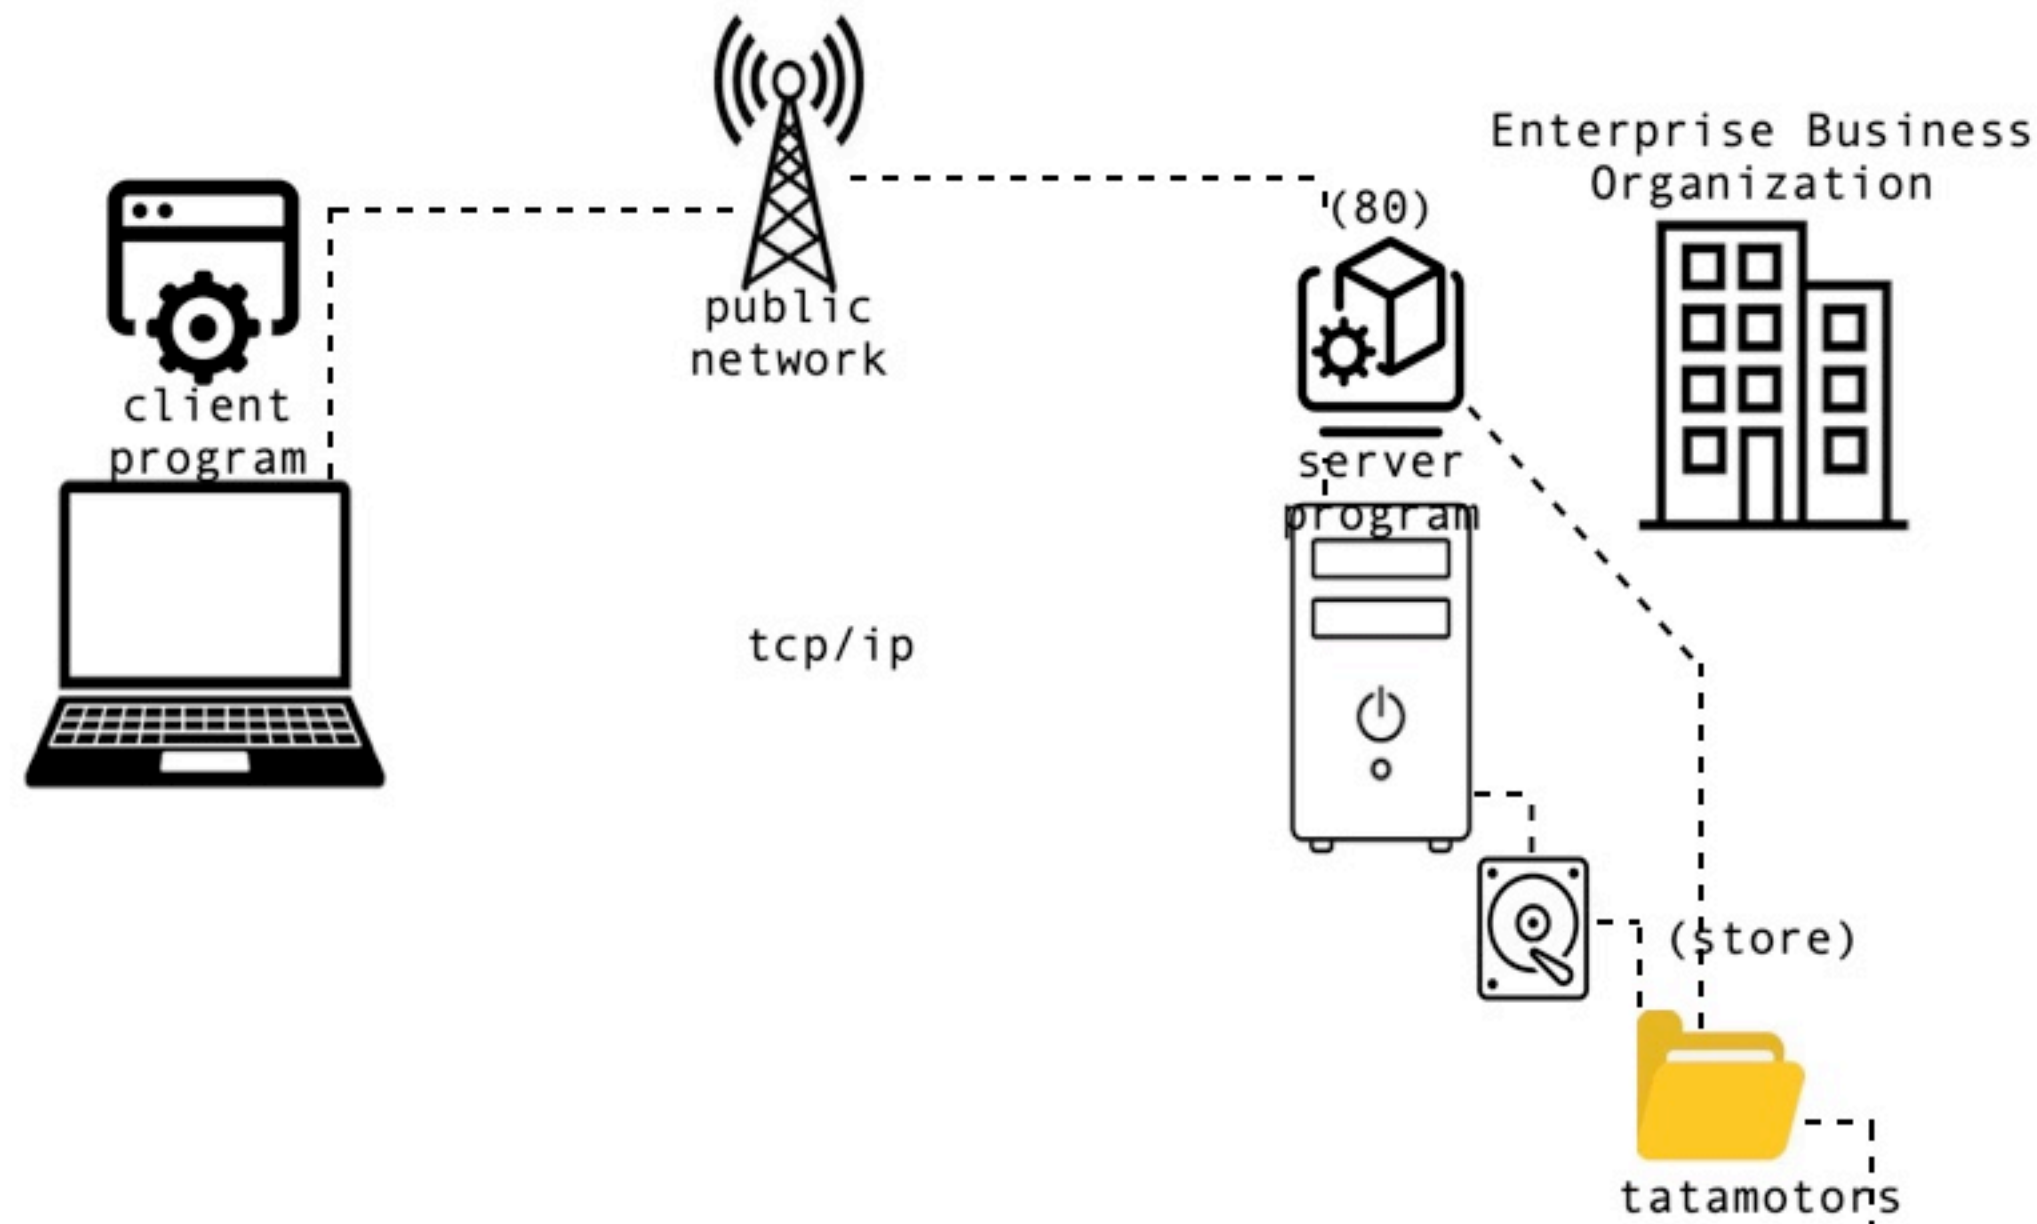 Enterprise Business
Organization
(80)
public
network
client
program
server
program
tcp/ip
(store)
tatamotors